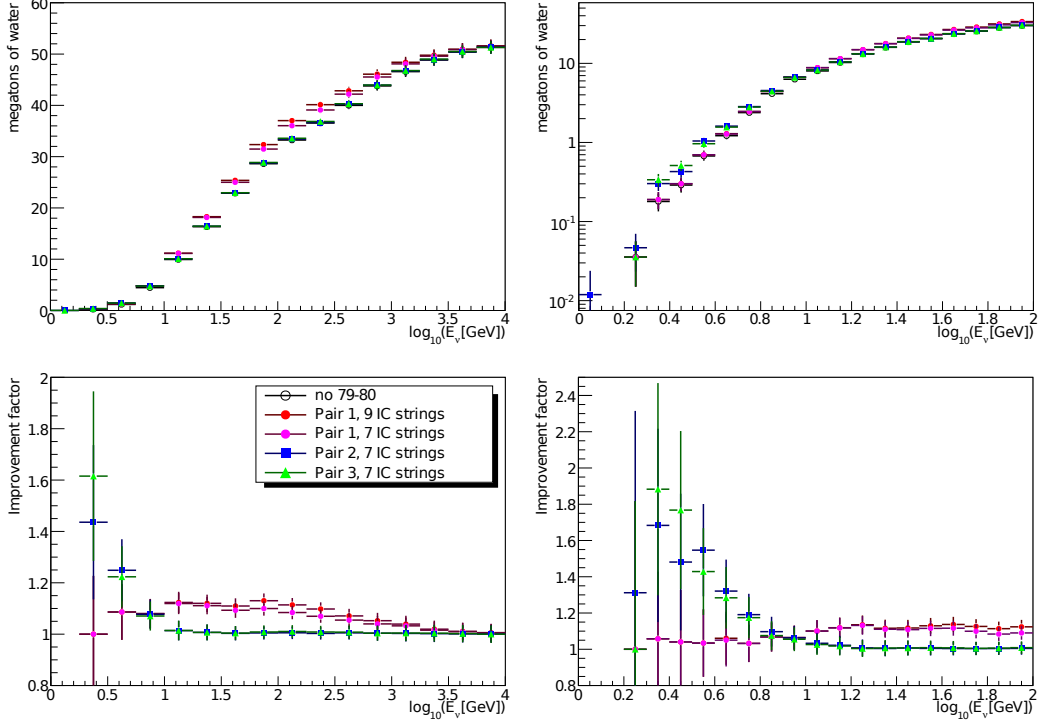 megatons of water
60
50
40
30
20
10
0
0 0.5 1 1.5 2 2.5 3 3.5 4
log10(Eν[GeV])
megatons of water
10
1
10-1
10-2
0 0.2 0.4 0.6 0.8 1 1.2 1.4 1.6 1.8 2
log10(Eν[GeV])
Improvement factor
2
1.8
1.6
1.4
1.2
1
0.8
no 79-80
Pair 1, 9 IC strings
Pair 1, 7 IC strings
Pair 2, 7 IC strings
Pair 3, 7 IC strings
0 0.5 1 1.5 2 2.5 3 3.5 4
log10(Eν[GeV])
Improvement factor
2.4
2.2
2
1.8
1.6
1.4
1.2
1
0.8
0 0.2 0.4 0.6 0.8 1 1.2 1.4 1.6 1.8 2
log10(Eν[GeV])